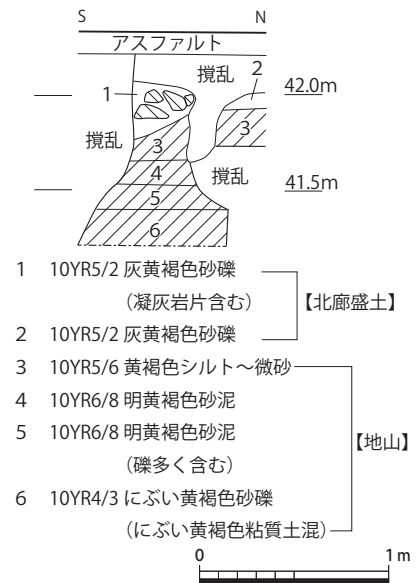 S N
アスファルト
撹乱
2
1
42.0m
3
撹乱
3
4
撹乱
41.5m
5
6
1 10YR5/2 灰黄褐色砂礫
(凝灰岩片含む)
【北廊盛土】
2 10YR5/2 灰黄褐色砂礫
3 10YR5/6 黄褐色シルト～微砂
4 10YR6/8 明黄褐色砂泥
5 10YR6/8 明黄褐色砂泥
【地山】
(礫多く含む)
6 10YR4/3 にぶい黄褐色砂礫
(にぶい黄褐色粘質土混)
0 1 m